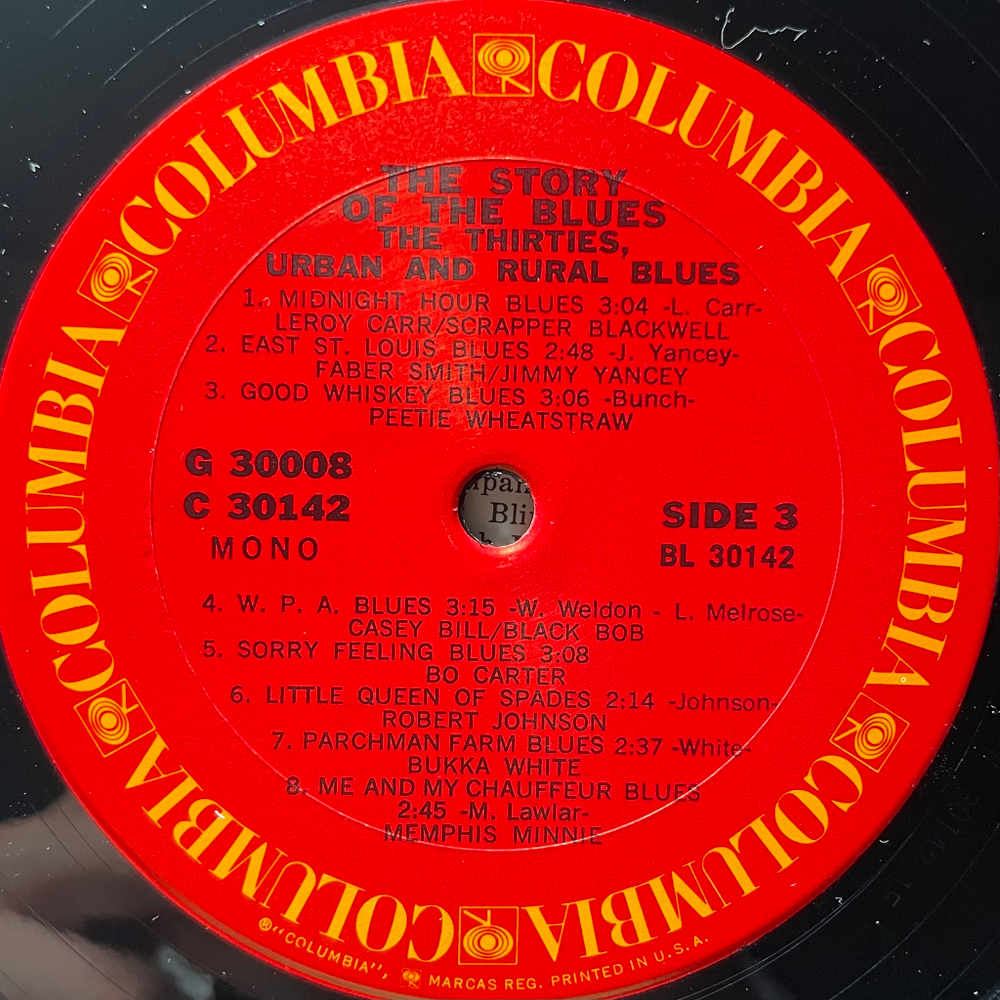 COLUMBIA COLUMBIA COLUMBIA COLUMBIA COLUMBIA COLUMBIA
THE STORY
OF THE BLUES
THE THIRTIES,
URBAN AND RURAL BLUES
1. MIDNIGHT HOUR BLUES 3:04 -L. Carr-
LEROY CARR/SCRAPPER BLACKWELL
2. EAST ST. LOUIS BLUES 2:48 -J. Yancey-
FABER SMITH/JIMMY YANCEY
3. GOOD WHISKEY BLUES 3:06 -Bunch-
PEETIE WHEATSTRAW
G 30008
C 30142
MONO
SIDE 3
BL 30142
4. W. P. A. BLUES 3:15 -W. Weldon - L. Melrose-
CASEY BILL/BLACK BOB
5. SORRY FEELING BLUES 3:08
BO CARTER
6. LITTLE QUEEN OF SPADES 2:14 -Johnson-
ROBERT JOHNSON
7. PARCHMAN FARM BLUES 2:37 -White-
BUKKA WHITE
8. ME AND MY CHAUFFEUR BLUES
2:45 -M. Lawlar-
MEMPHIS MINNIE
®"COLUMBIA", MARCAS REG. PRINTED IN U.S.A.